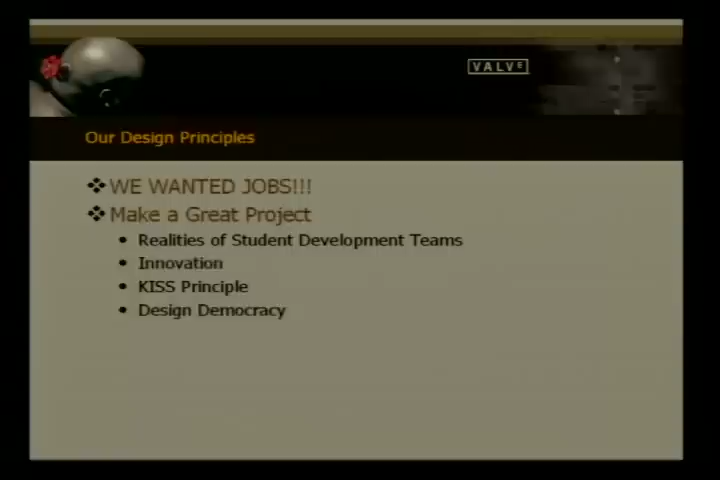 VALVE
Our Design Principles
WE WANTED JOBS!!!
Make a Great Project
Realities of Student Development Teams
Innovation
KISS Principle
Design Democracy